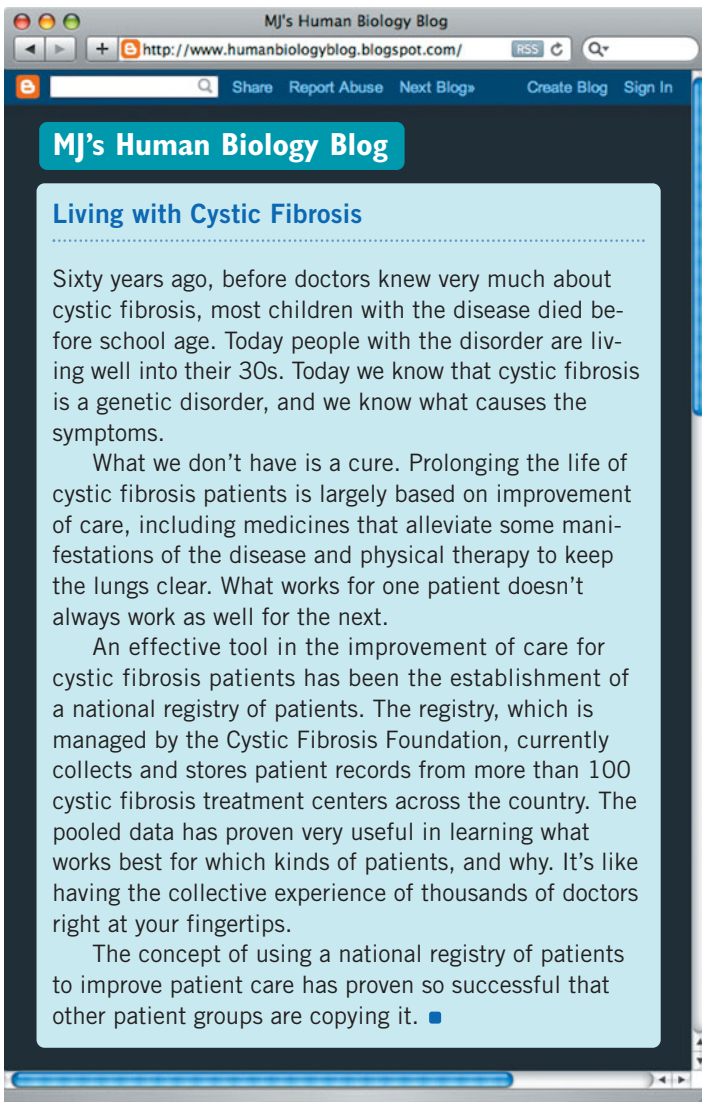 MJ's Human Biology Blog
http://www.humanbiologyblog.blogspot.com/ RSS
Share Report Abuse Next Blog» Create Blog Sign In
MJ's Human Biology Blog
Living with Cystic Fibrosis
Sixty years ago, before doctors knew very much about
cystic fibrosis, most children with the disease died be-
fore school age. Today people with the disorder are liv-
ing well into their 30s. Today we know that cystic fibrosis
is a genetic disorder, and we know what causes the
symptoms.
What we don't have is a cure. Prolonging the life of
cystic fibrosis patients is largely based on improvement
of care, including medicines that alleviate some mani-
festations of the disease and physical therapy to keep
the lungs clear. What works for one patient doesn't
always work as well for the next.
An effective tool in the improvement of care for
cystic fibrosis patients has been the establishment of
a national registry of patients. The registry, which is
managed by the Cystic Fibrosis Foundation, currently
collects and stores patient records from more than 100
cystic fibrosis treatment centers across the country. The
pooled data has proven very useful in learning what
works best for which kinds of patients, and why. It's like
having the collective experience of thousands of doctors
right at your fingertips.
The concept of using a national registry of patients
to improve patient care has proven so successful that
other patient groups are copying it.